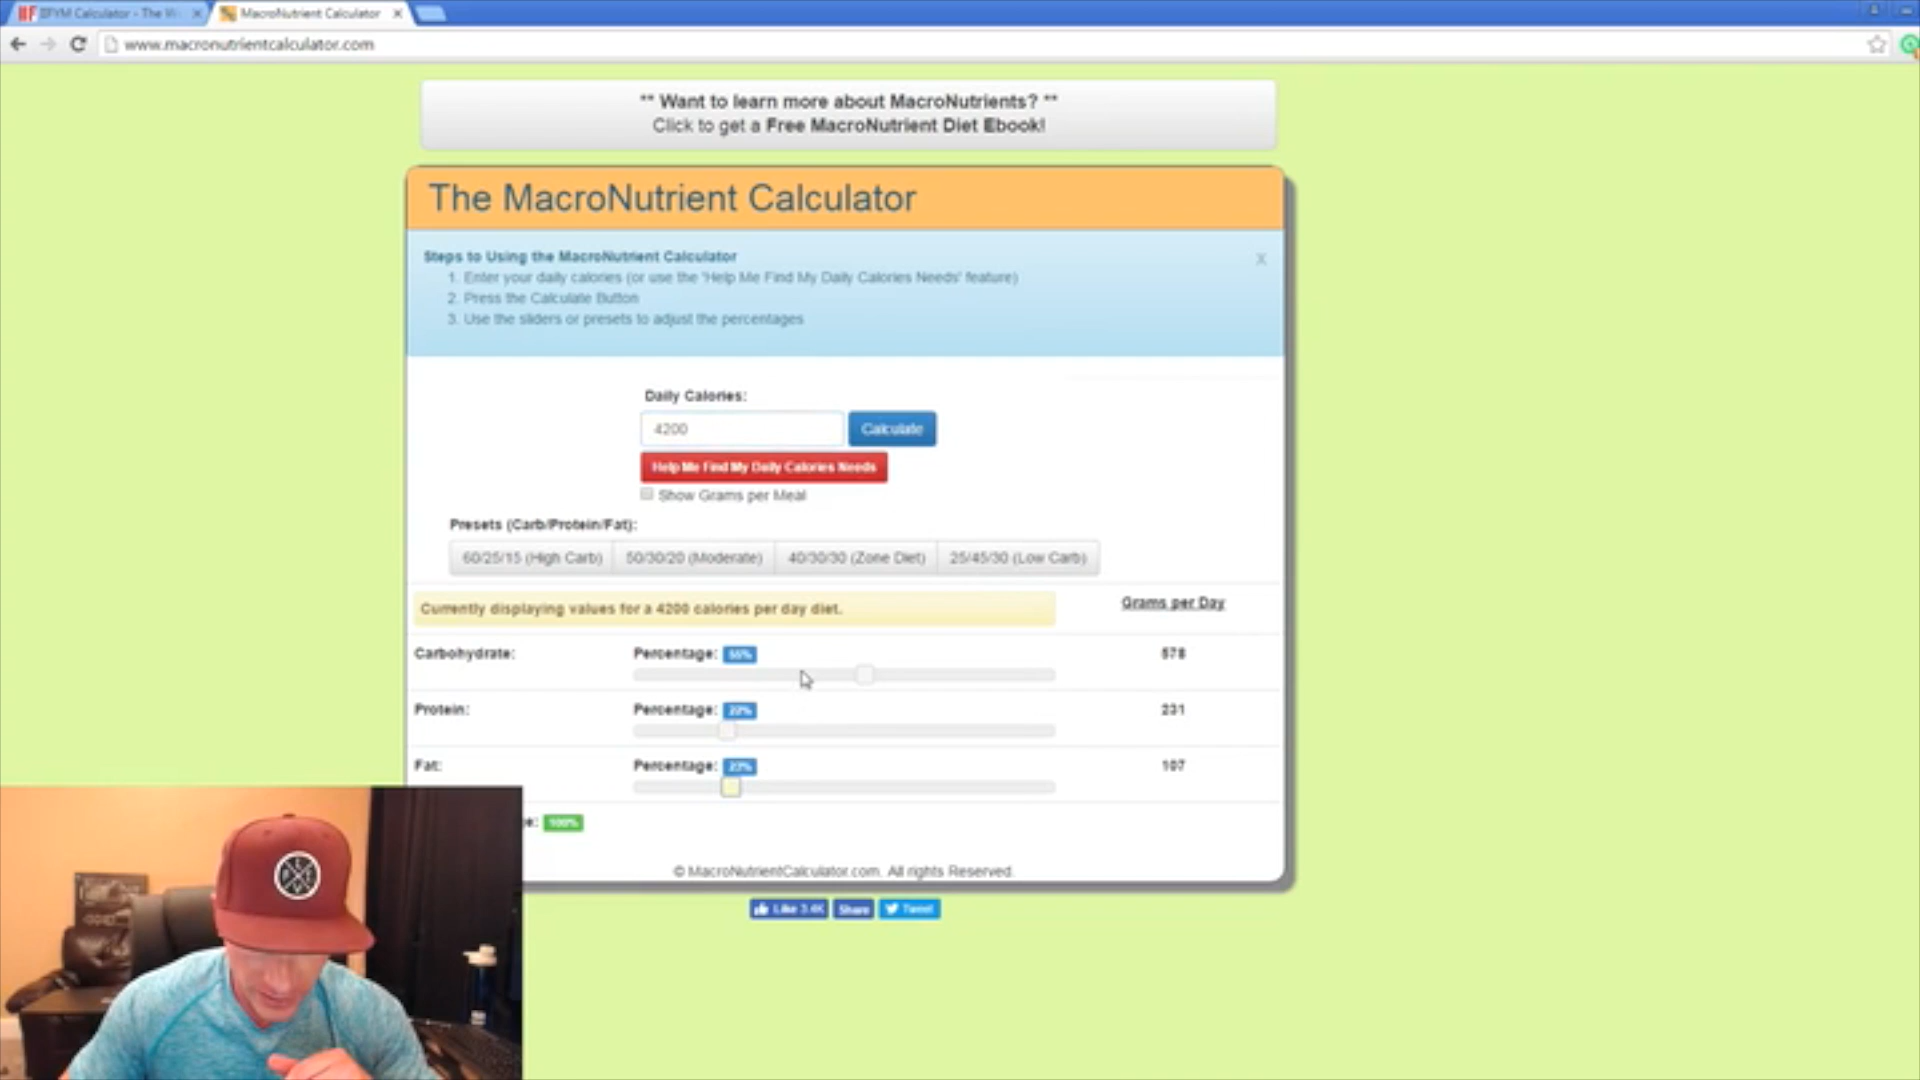 IIFYM Calculator - The
MacroNutrient Calculator
www.macronutrientcalculator.com
** Want to learn more about MacroNutrients? **
Click to get a Free MacroNutrient Diet Ebook!
The MacroNutrient Calculator
Steps to Using the MacroNutrient Calculator
x
1. Enter your daily calories (or use the 'Help Me Find My Daily Calories Needs' feature)
2. Press the Calculate Button
3. Use the sliders or presets to adjust the percentages
Daily Calories:
4200 Calculate
Help Me Find My Daily Calories Needs
Show Grams per Meal
Presets (Carb/Protein/Fat):
60/25/15 (High Carb) 50/30/20 (Moderate) 40/30/30 (Zone Diet) 25/45/30 (Low Carb)
Currently displaying values for a 4200 calories per day diet. Grams per Day
Carbohydrate: Percentage: 55% 578
Protein: Percentage: 22% 231
Fat: Percentage: 23% 107
e: 100%
© MacroNutrientCalculator.com. All rights Reserved.
Like 3.4K Share Tweet